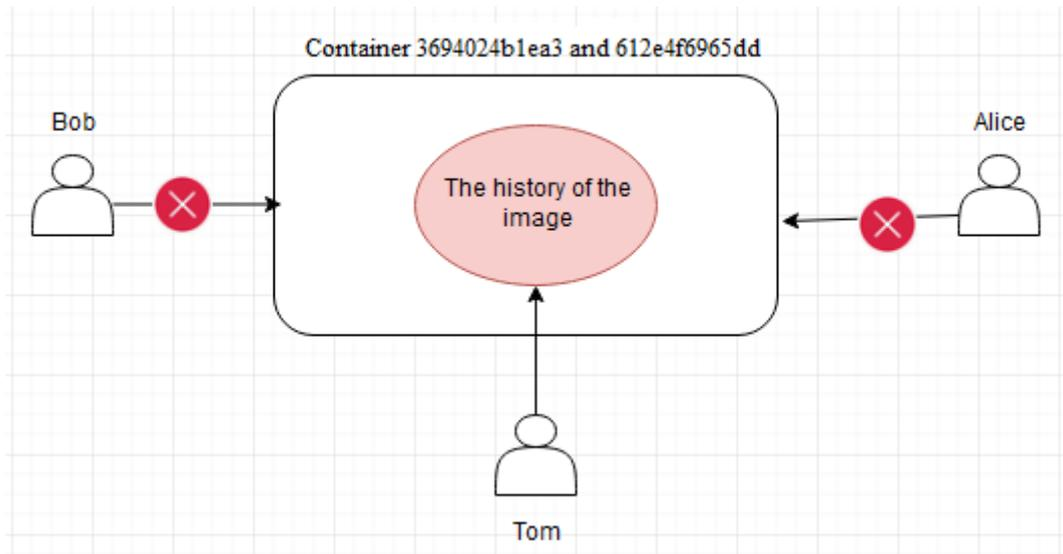 Container 3694024b1ea3 and 612e4f6965dd
Bob
Alice
The history of the
image
Tom